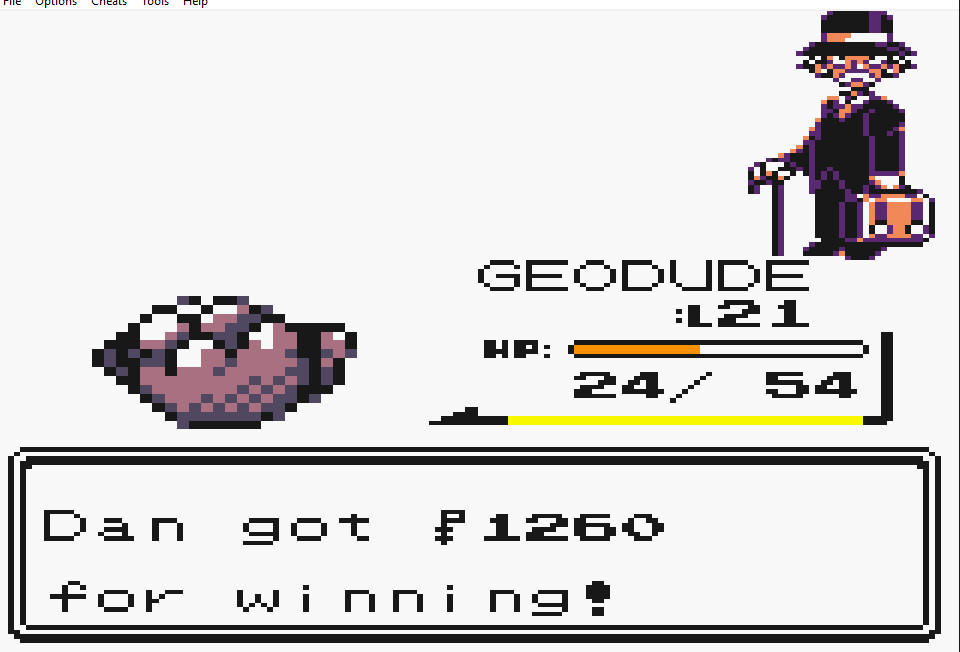 File Options Cheats Tools Help
GEODUDE
:L21
HP:
24/ 54
Dan got ₽1260
for winning!